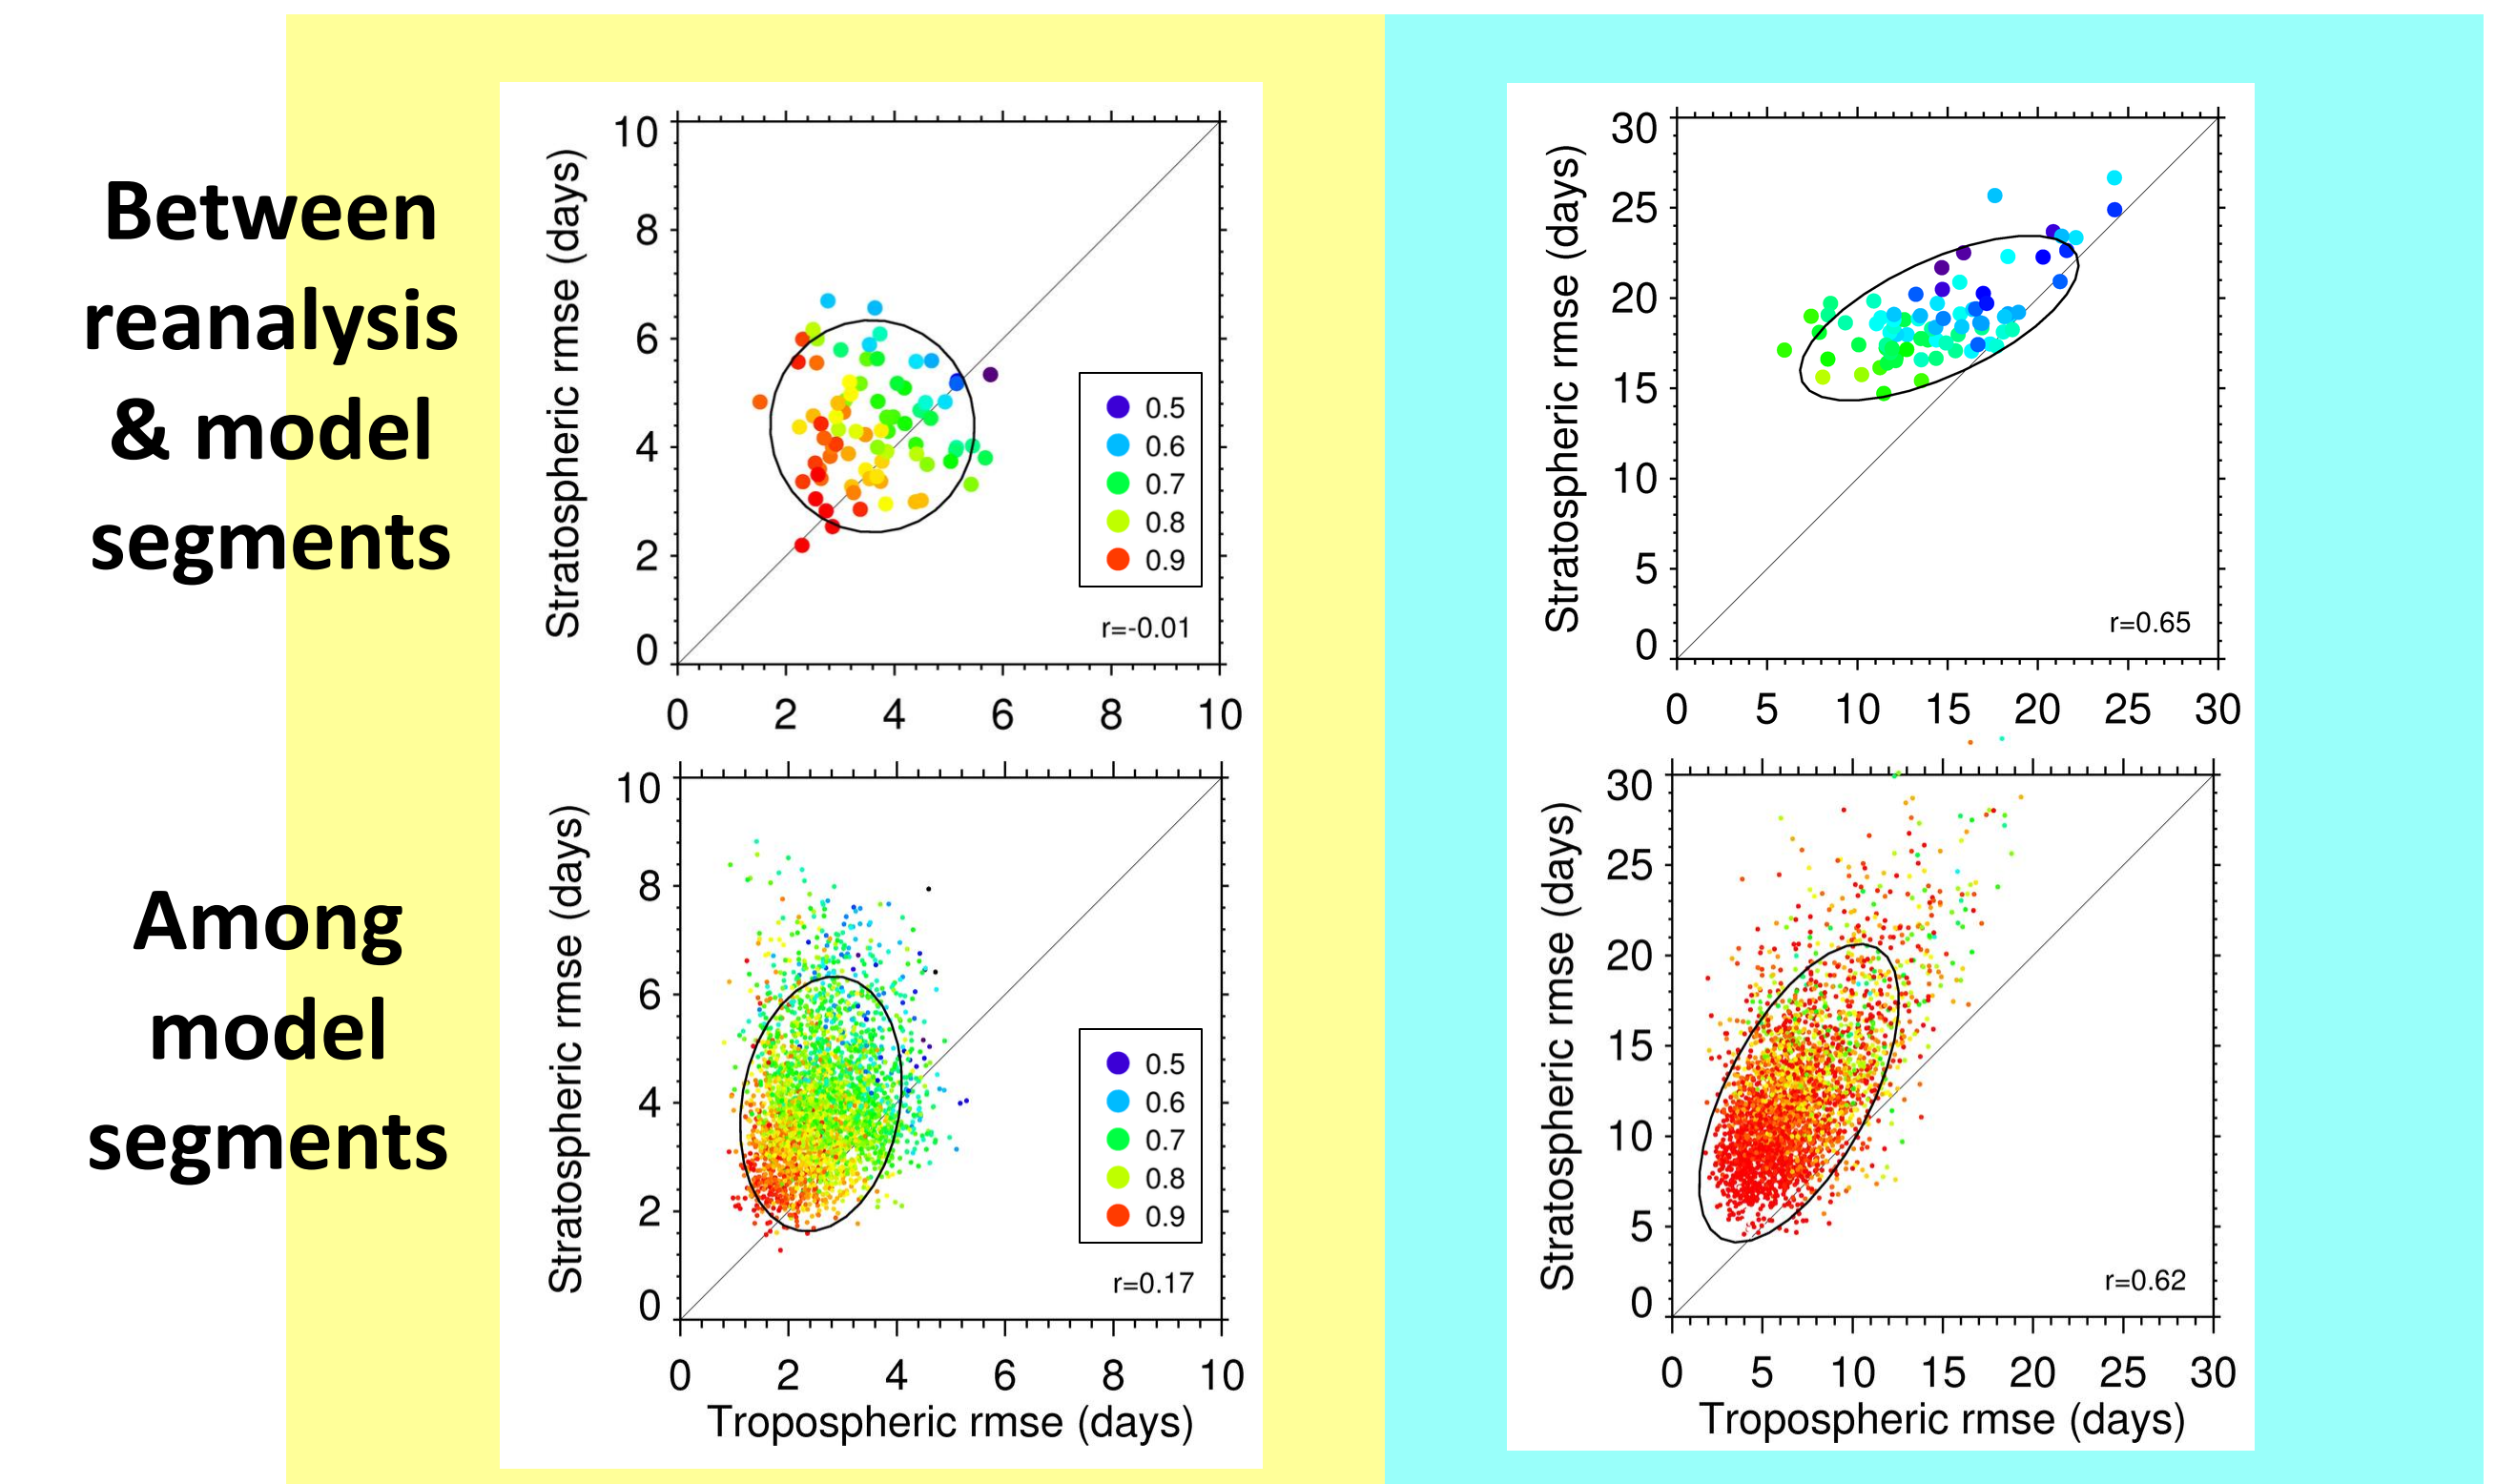 Between
reanalysis
& model
segments
Stratospheric rmse (days)
10
8
6
4
2
0
0 2 4 6 8 10
0.5
0.6
0.7
0.8
0.9
r=-0.01
Stratospheric rmse (days)
30
25
20
15
10
5
0
0 5 10 15 20 25 30
r=0.65
Among
model
segments
Stratospheric rmse (days)
10
8
6
4
2
0
0 2 4 6 8 10
Tropospheric rmse (days)
0.5
0.6
0.7
0.8
0.9
r=0.17
Stratospheric rmse (days)
30
25
20
15
10
5
0
0 5 10 15 20 25 30
Tropospheric rmse (days)
r=0.62